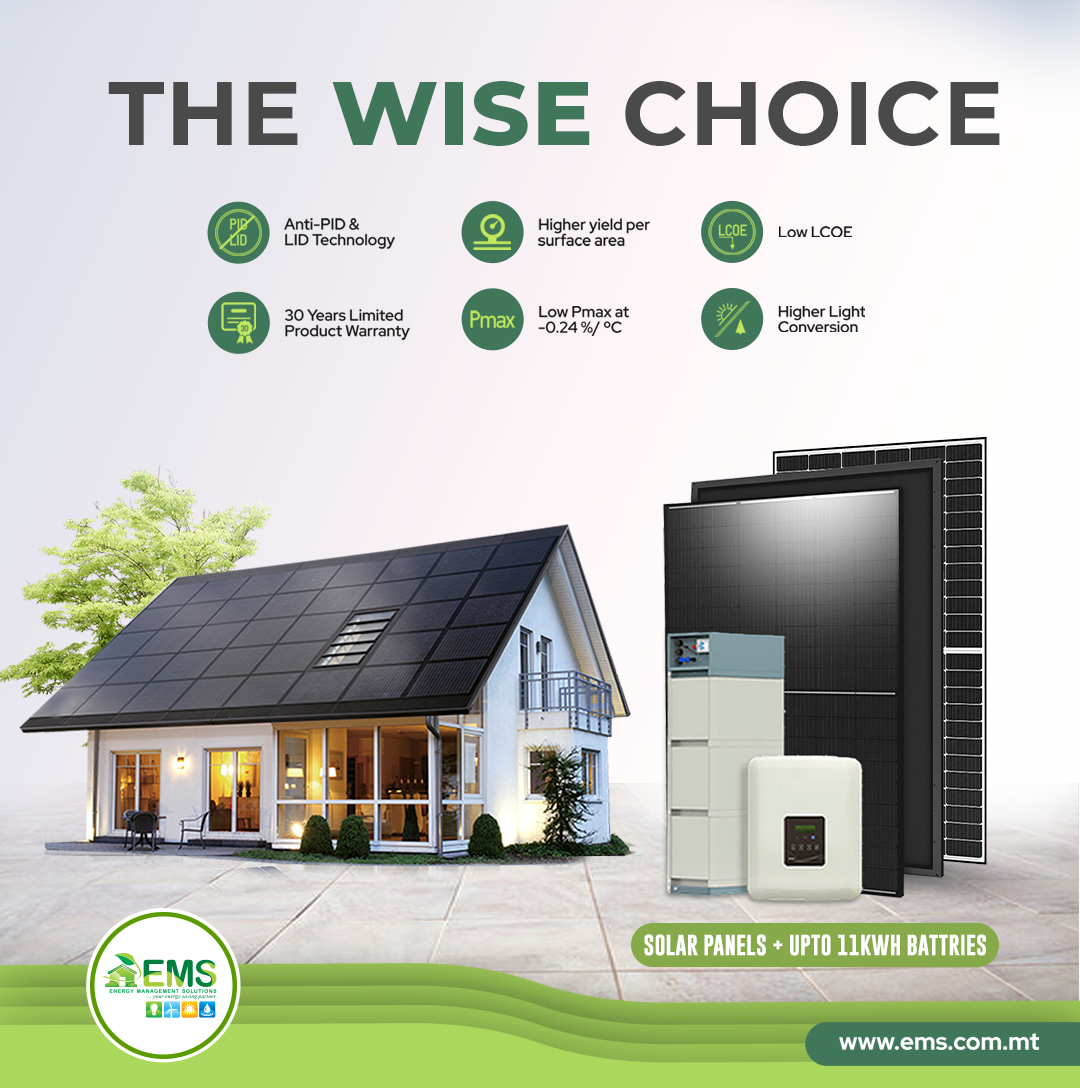 THE WISE CHOICE
PID
LID
Anti-PID &
LID Technology
Higher yield per
surface area
LCOE
Low LCOE
30
30 Years Limited
Product Warranty
Pmax
Low Pmax at
-0.24 %/ ºC
Higher Light
Conversion
SOLAR PANELS + UPTO 11KWH BATTRIES
EMS
ENERGY MANAGEMENT SOLUTIONS
.... your energy saving partner
www.ems.com.mt